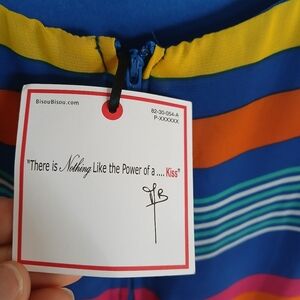 BisouBisou.com
82-30-054-A
P-XXXXXX
"There is Nothing Like the Power of a .... Kiss"